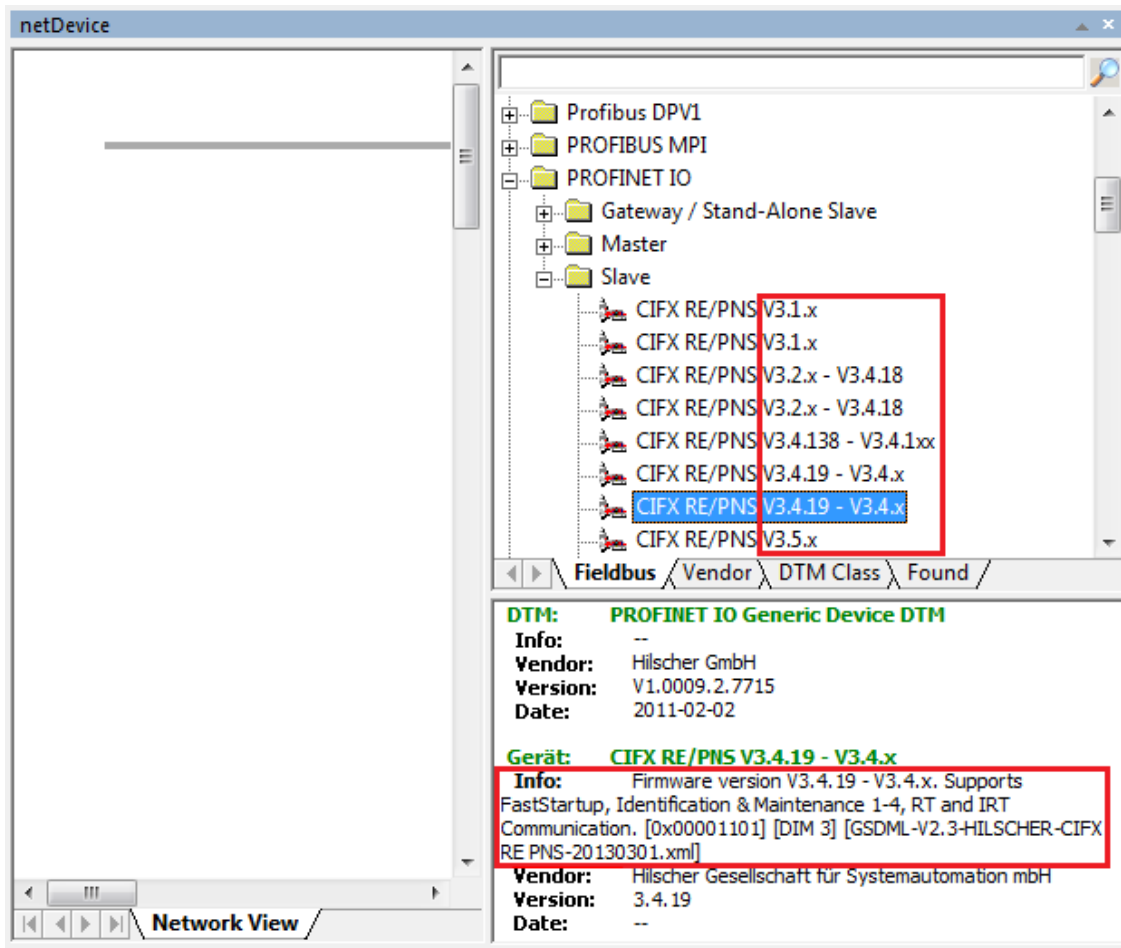 netDevice
Profibus DPV1
PROFIBUS MPI
PROFINET IO
Gateway / Stand-Alone Slave
Master
Slave
CIFX RE/PNS V3.1.x
CIFX RE/PNS V3.1.x
CIFX RE/PNS V3.2.x - V3.4.18
CIFX RE/PNS V3.2.x - V3.4.18
CIFX RE/PNS V3.4.138 - V3.4.1xx
CIFX RE/PNS V3.4.19 - V3.4.x
CIFX RE/PNS V3.4.19 - V3.4.x
CIFX RE/PNS V3.5.x
Fieldbus Vendor DTM Class Found
DTM: PROFINET IO Generic Device DTM
Info: --
Vendor: Hilscher GmbH
Version: V1.0009.2.7715
Date: 2011-02-02
Gerät: CIFX RE/PNS V3.4.19 - V3.4.x
Info: Firmware version V3.4.19 - V3.4.x. Supports
FastStartup, Identification & Maintenance 1-4, RT and IRT
Communication. [0x00001101] [DIM 3] [GSDML-V2.3-HILSCHER-CIFX
RE PNS-20130301.xml]
Vendor: Hilscher Gesellschaft für Systemautomation mbH
Version: 3.4.19
Date: --
Network View